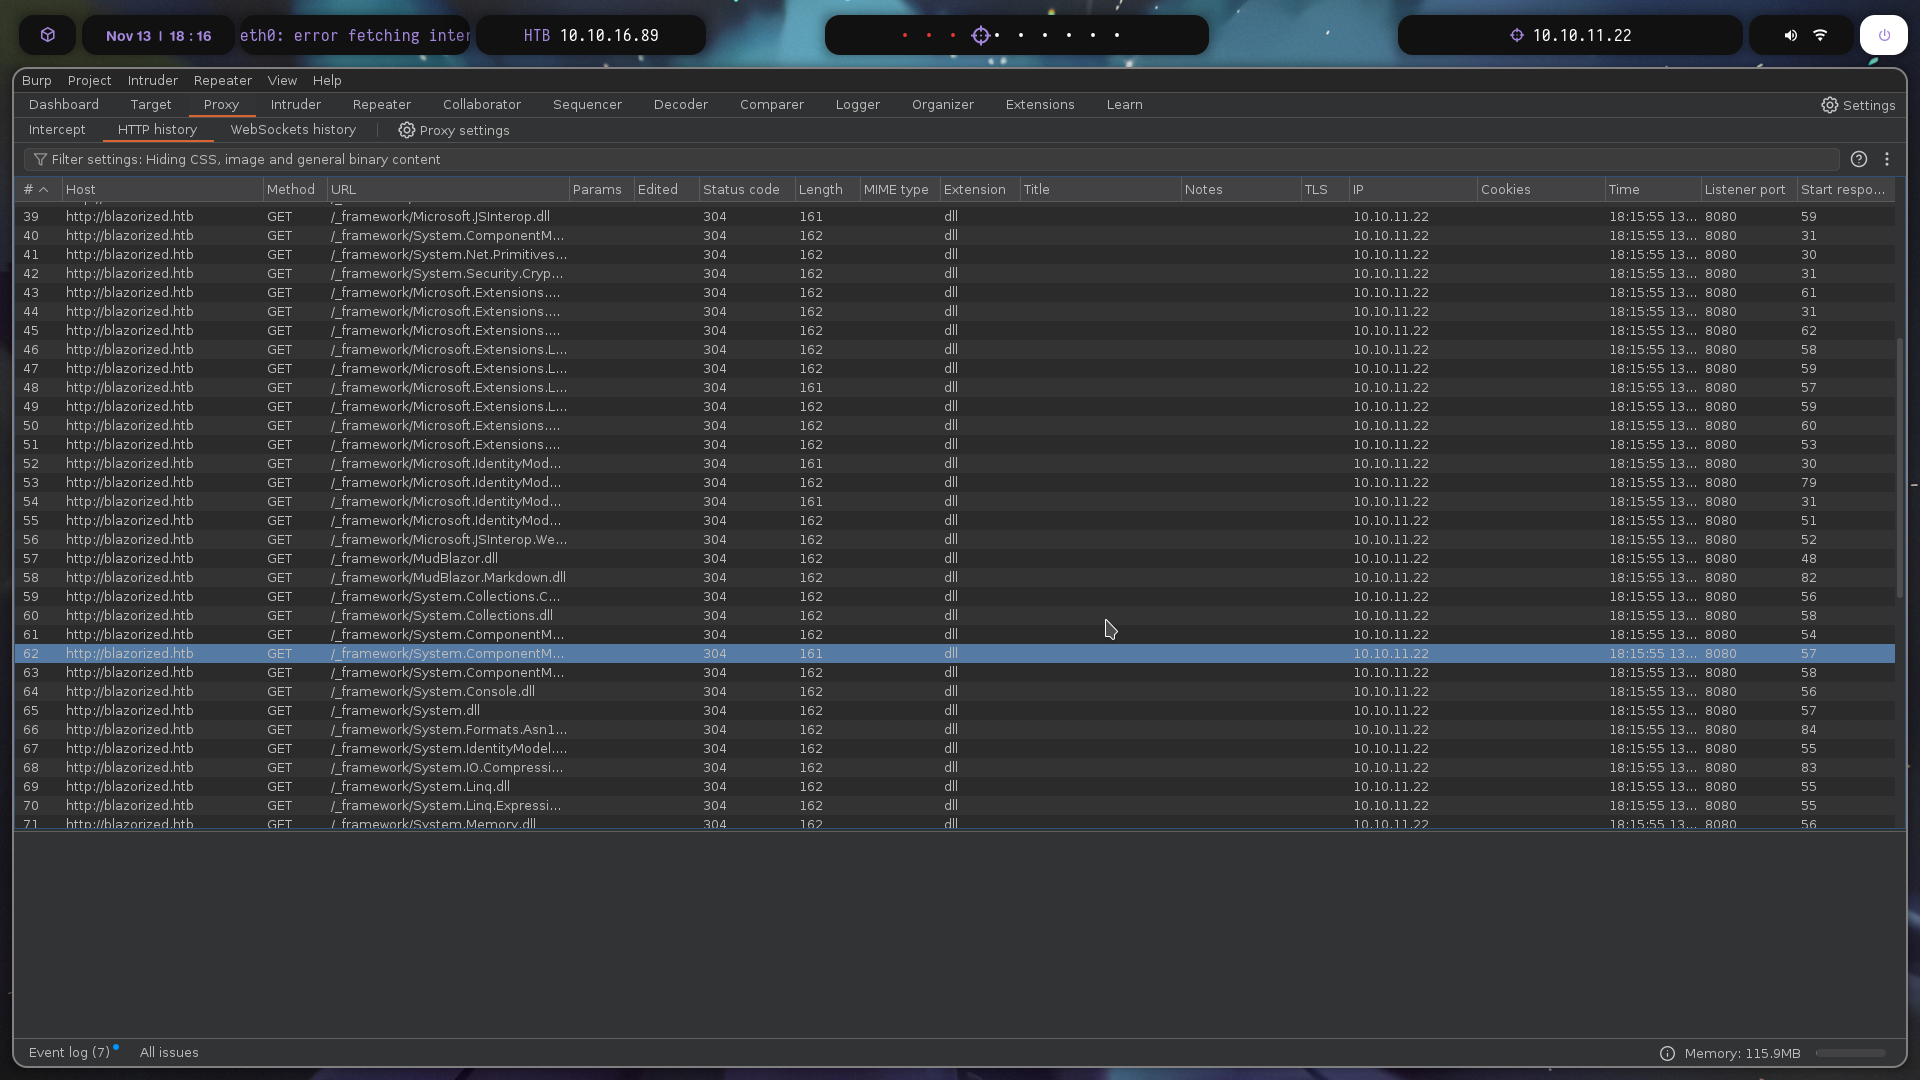 Nov 13 | 18 : 16
eth0: error fetching inter
HTB 10.10.16.89
10.10.11.22
Burp Project Intruder Repeater View Help
Dashboard Target Proxy Intruder Repeater Collaborator Sequencer Decoder Comparer Logger Organizer Extensions Learn Settings
Intercept HTTP history WebSockets history Proxy settings
Filter settings: Hiding CSS, image and general binary content
# Host Method URL Params Edited Status code Length MIME type Extension Title Notes TLS IP Cookies Time Listener port Start respo...
39 http://blazorized.htb GET /_framework/Microsoft.JSInterop.dll 304 161 dll 10.10.11.22 18:15:55 13... 8080 59
40 http://blazorized.htb GET /_framework/System.ComponentM... 304 162 dll 10.10.11.22 18:15:55 13... 8080 31
41 http://blazorized.htb GET /_framework/System.Net.Primitives... 304 162 dll 10.10.11.22 18:15:55 13... 8080 30
42 http://blazorized.htb GET /_framework/System.Security.Cryp... 304 162 dll 10.10.11.22 18:15:55 13... 8080 31
43 http://blazorized.htb GET /_framework/Microsoft.Extensions.... 304 162 dll 10.10.11.22 18:15:55 13... 8080 61
44 http://blazorized.htb GET /_framework/Microsoft.Extensions.... 304 162 dll 10.10.11.22 18:15:55 13... 8080 31
45 http://blazorized.htb GET /_framework/Microsoft.Extensions.... 304 162 dll 10.10.11.22 18:15:55 13... 8080 62
46 http://blazorized.htb GET /_framework/Microsoft.Extensions.L... 304 162 dll 10.10.11.22 18:15:55 13... 8080 58
47 http://blazorized.htb GET /_framework/Microsoft.Extensions.L... 304 162 dll 10.10.11.22 18:15:55 13... 8080 59
48 http://blazorized.htb GET /_framework/Microsoft.Extensions.L... 304 161 dll 10.10.11.22 18:15:55 13... 8080 57
49 http://blazorized.htb GET /_framework/Microsoft.Extensions.L... 304 162 dll 10.10.11.22 18:15:55 13... 8080 59
50 http://blazorized.htb GET /_framework/Microsoft.Extensions.... 304 162 dll 10.10.11.22 18:15:55 13... 8080 60
51 http://blazorized.htb GET /_framework/Microsoft.Extensions.... 304 162 dll 10.10.11.22 18:15:55 13... 8080 53
52 http://blazorized.htb GET /_framework/Microsoft.IdentityMod... 304 161 dll 10.10.11.22 18:15:55 13... 8080 30
53 http://blazorized.htb GET /_framework/Microsoft.IdentityMod... 304 162 dll 10.10.11.22 18:15:55 13... 8080 79
54 http://blazorized.htb GET /_framework/Microsoft.IdentityMod... 304 161 dll 10.10.11.22 18:15:55 13... 8080 31
55 http://blazorized.htb GET /_framework/Microsoft.IdentityMod... 304 162 dll 10.10.11.22 18:15:55 13... 8080 51
56 http://blazorized.htb GET /_framework/Microsoft.JSInterop.We... 304 162 dll 10.10.11.22 18:15:55 13... 8080 52
57 http://blazorized.htb GET /_framework/MudBlazor.dll 304 162 dll 10.10.11.22 18:15:55 13... 8080 48
58 http://blazorized.htb GET /_framework/MudBlazor.Markdown.dll 304 162 dll 10.10.11.22 18:15:55 13... 8080 82
59 http://blazorized.htb GET /_framework/System.Collections.C... 304 162 dll 10.10.11.22 18:15:55 13... 8080 56
60 http://blazorized.htb GET /_framework/System.Collections.dll 304 162 dll 10.10.11.22 18:15:55 13... 8080 58
61 http://blazorized.htb GET /_framework/System.ComponentM... 304 162 dll 10.10.11.22 18:15:55 13... 8080 54
62 http://blazorized.htb GET /_framework/System.ComponentM... 304 161 dll 10.10.11.22 18:15:55 13... 8080 57
63 http://blazorized.htb GET /_framework/System.ComponentM... 304 162 dll 10.10.11.22 18:15:55 13... 8080 58
64 http://blazorized.htb GET /_framework/System.Console.dll 304 162 dll 10.10.11.22 18:15:55 13... 8080 56
65 http://blazorized.htb GET /_framework/System.dll 304 162 dll 10.10.11.22 18:15:55 13... 8080 57
66 http://blazorized.htb GET /_framework/System.Formats.Asn1... 304 162 dll 10.10.11.22 18:15:55 13... 8080 84
67 http://blazorized.htb GET /_framework/System.IdentityModel.... 304 162 dll 10.10.11.22 18:15:55 13... 8080 55
68 http://blazorized.htb GET /_framework/System.IO.Compressi... 304 162 dll 10.10.11.22 18:15:55 13... 8080 83
69 http://blazorized.htb GET /_framework/System.Linq.dll 304 162 dll 10.10.11.22 18:15:55 13... 8080 55
70 http://blazorized.htb GET /_framework/System.Linq.Expressi... 304 162 dll 10.10.11.22 18:15:55 13... 8080 55
71 http://blazorized.htb GET /_framework/System.Memory.dll 304 162 dll 10.10.11.22 18:15:55 13... 8080 56
Event log (7) All issues Memory: 115.9MB